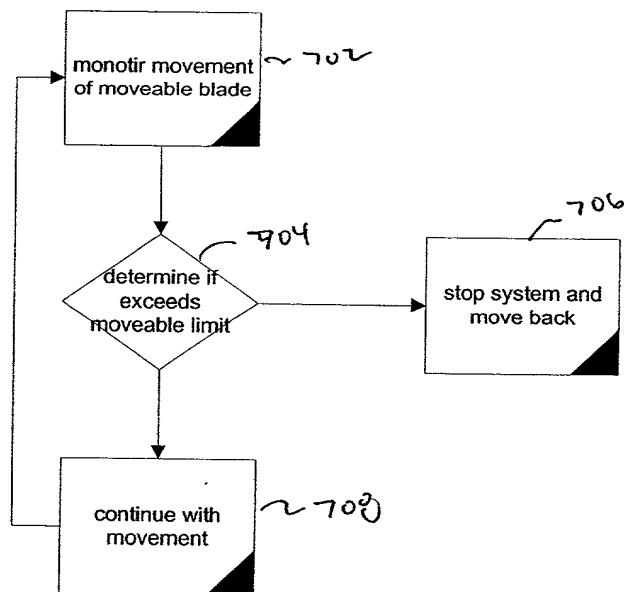 monotir movement
of moveable blade
702
704
determine if
exceeds
moveable limit
706
stop system and
move back
continue with
movement
708